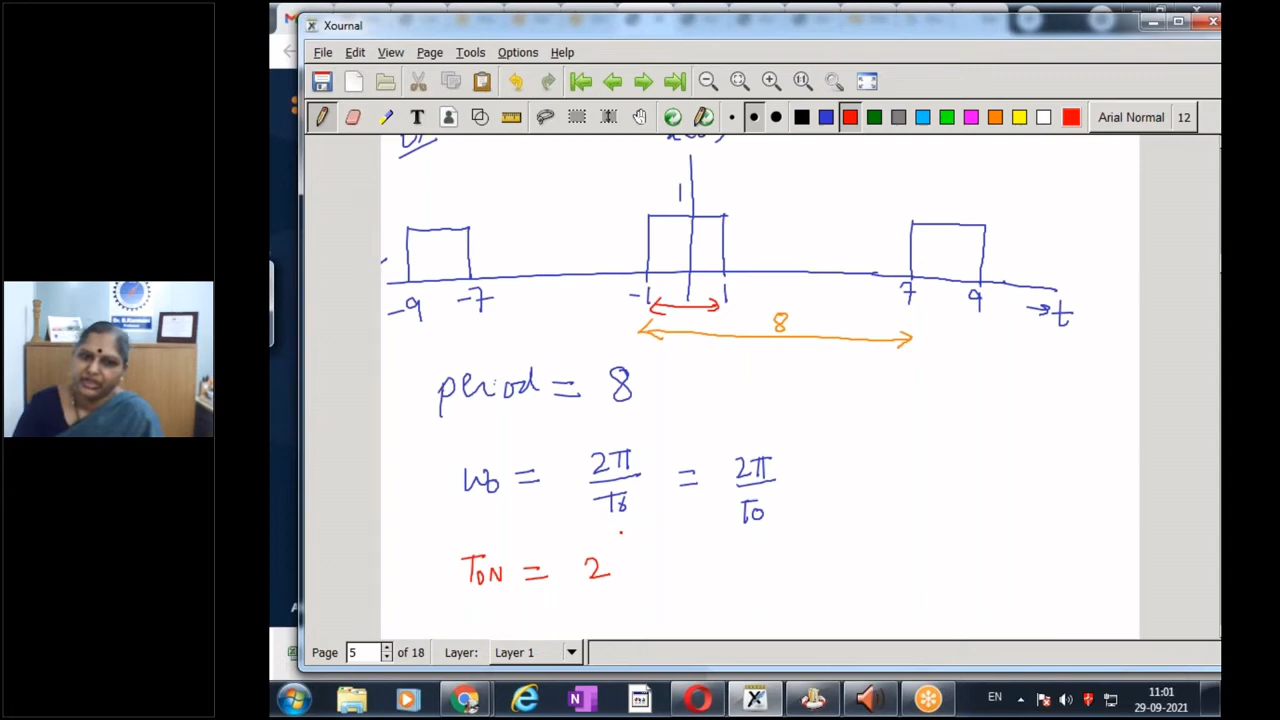 Xournal
File Edit View Page Tools Options Help
Arial Normal 12
1
-9 -7 -1 1 7 9 → t
8
period = 8
ω0 = 2π/T0 = 2π/T0
TON = 2
Page 5 of 18 Layer: Layer 1
EN 11:01
29-09-2021